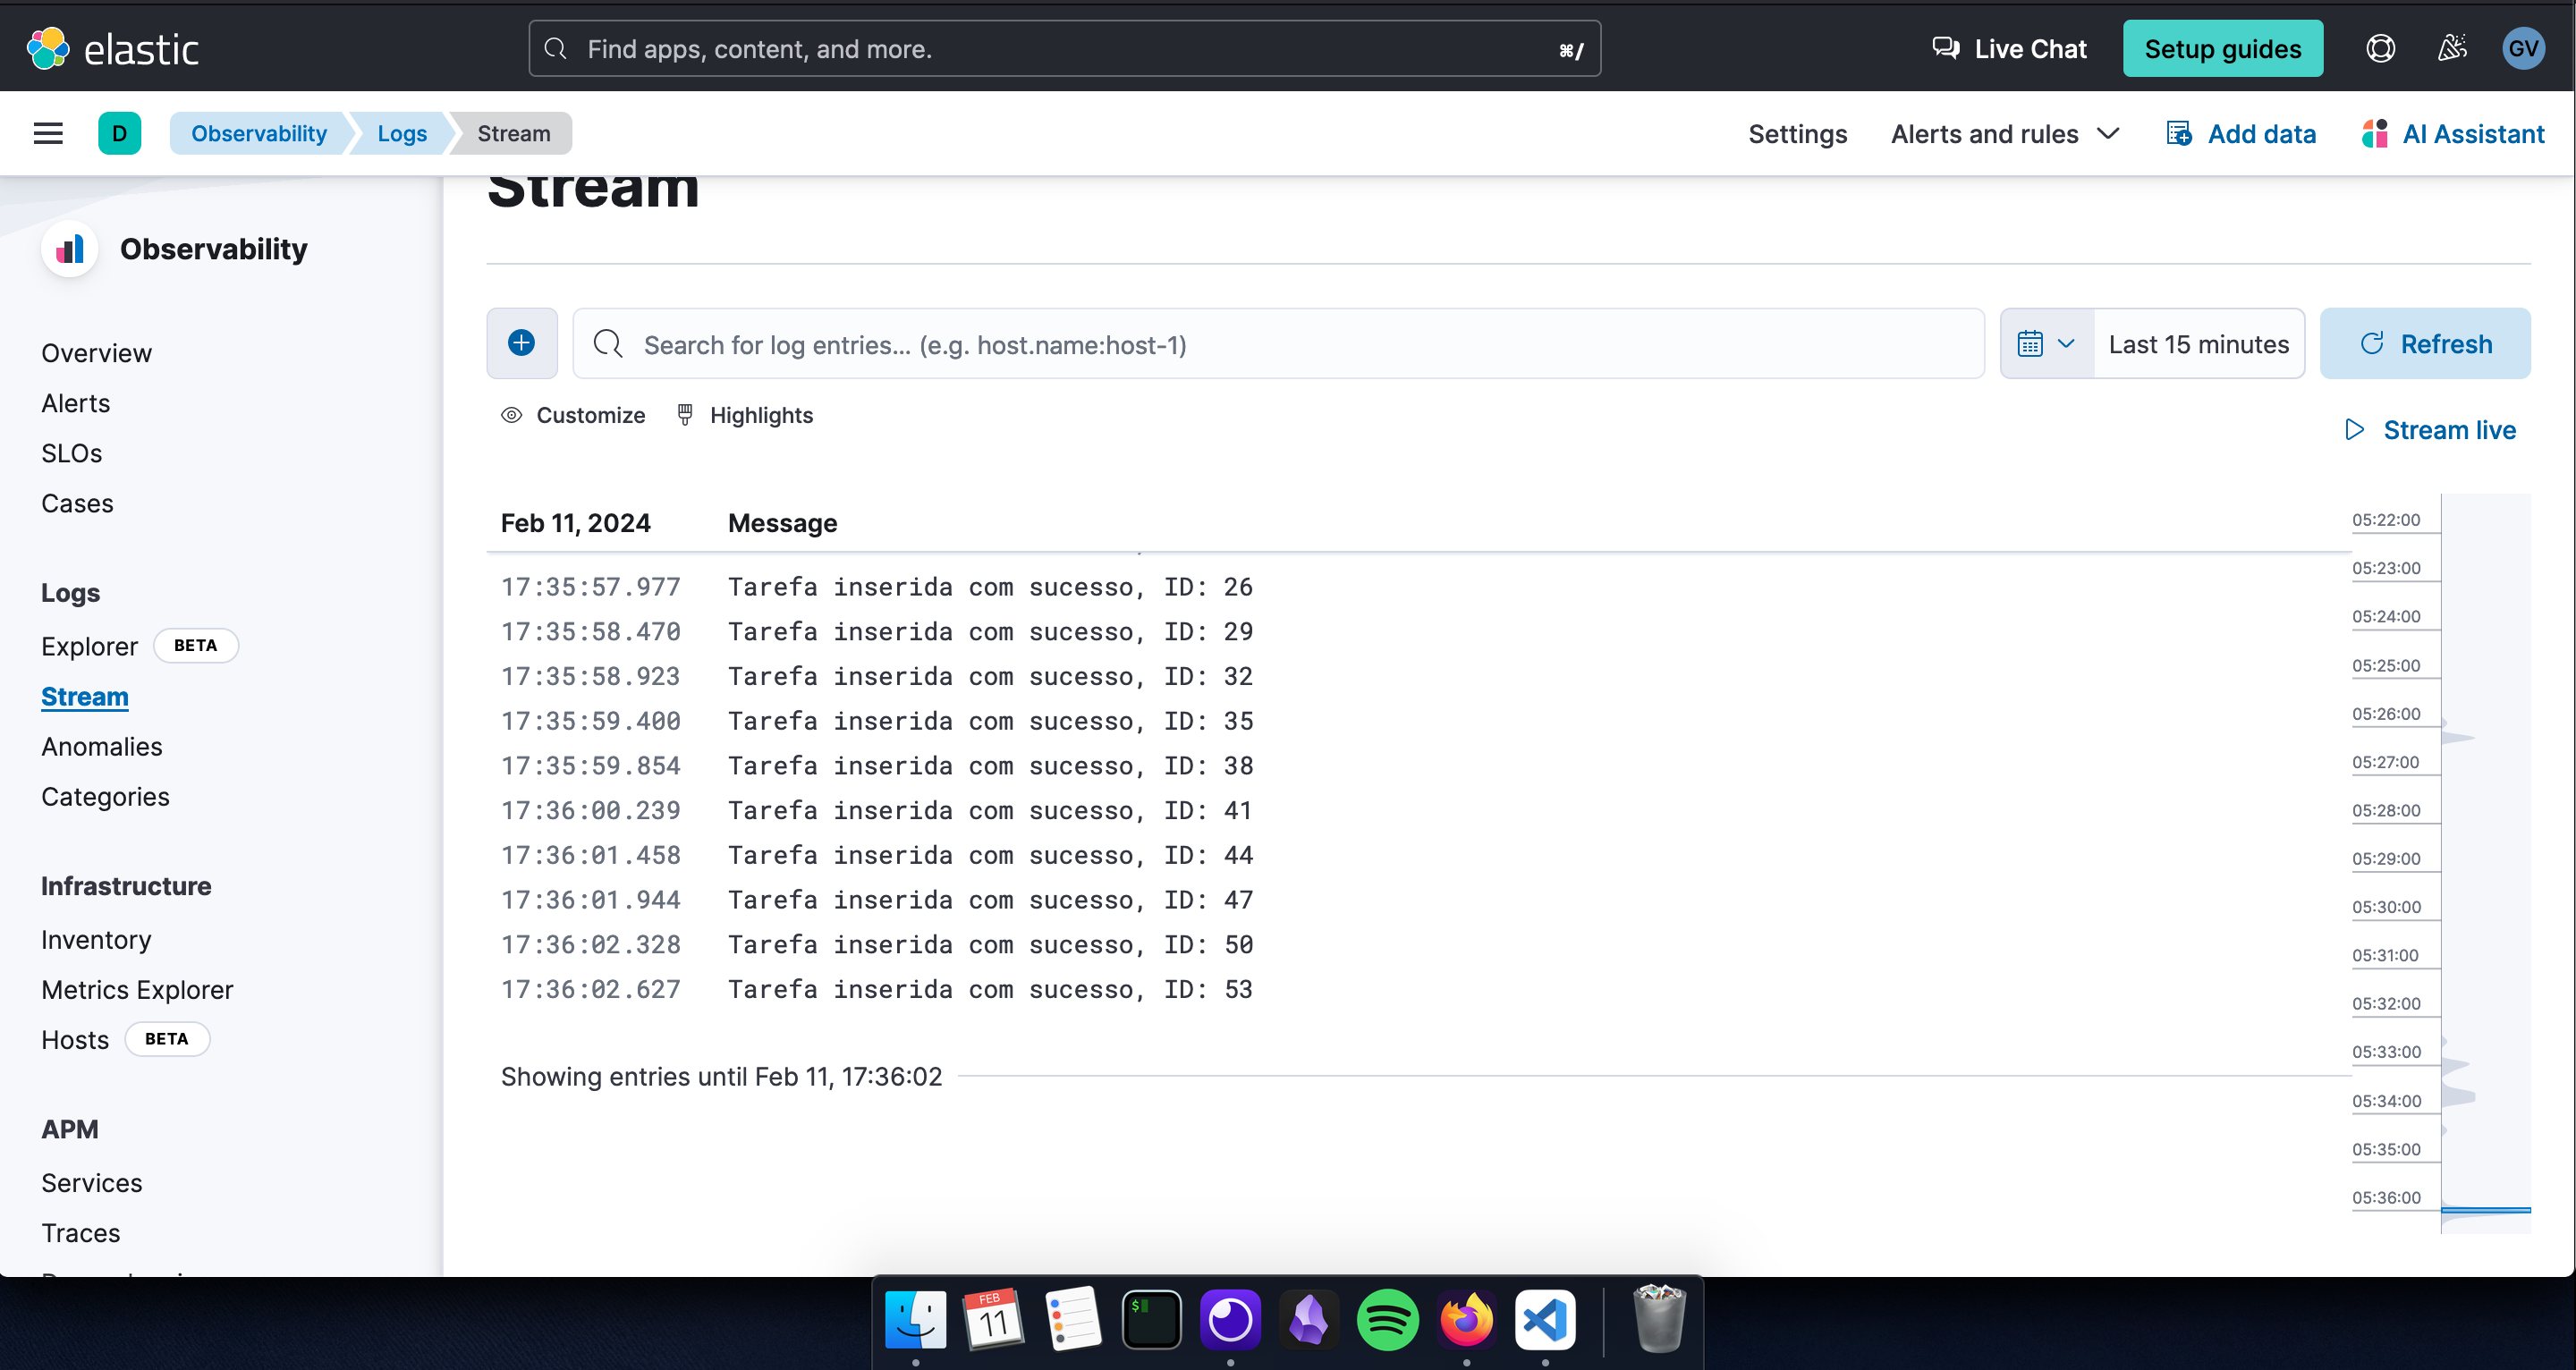 elastic
Find apps, content, and more.
⌘/
Live Chat
Setup guides
GV
D
Observability
Logs
Stream
Settings
Alerts and rules
Add data
AI Assistant
Stream
Observability
Overview
Alerts
SLOs
Cases
Logs
Explorer BETA
Stream
Anomalies
Categories
Infrastructure
Inventory
Metrics Explorer
Hosts BETA
APM
Services
Traces
Search for log entries... (e.g. host.name:host-1)
Last 15 minutes
Refresh
Customize
Highlights
Stream live
Feb 11, 2024 Message
17:35:57.977 Tarefa inserida com sucesso, ID: 26
17:35:58.470 Tarefa inserida com sucesso, ID: 29
17:35:58.923 Tarefa inserida com sucesso, ID: 32
17:35:59.400 Tarefa inserida com sucesso, ID: 35
17:35:59.854 Tarefa inserida com sucesso, ID: 38
17:36:00.239 Tarefa inserida com sucesso, ID: 41
17:36:01.458 Tarefa inserida com sucesso, ID: 44
17:36:01.944 Tarefa inserida com sucesso, ID: 47
17:36:02.328 Tarefa inserida com sucesso, ID: 50
17:36:02.627 Tarefa inserida com sucesso, ID: 53
Showing entries until Feb 11, 17:36:02
05:22:00
05:23:00
05:24:00
05:25:00
05:26:00
05:27:00
05:28:00
05:29:00
05:30:00
05:31:00
05:32:00
05:33:00
05:34:00
05:35:00
05:36:00
FEB
11
$